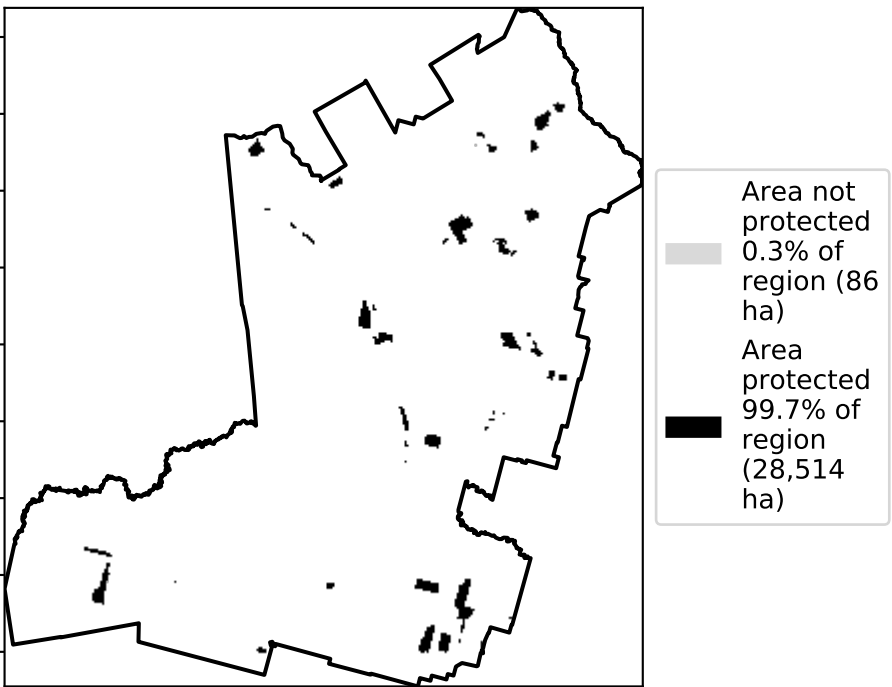 Area not
protected
0.3% of
region (86
ha)
Area
protected
99.7% of
region
(28,514
ha)